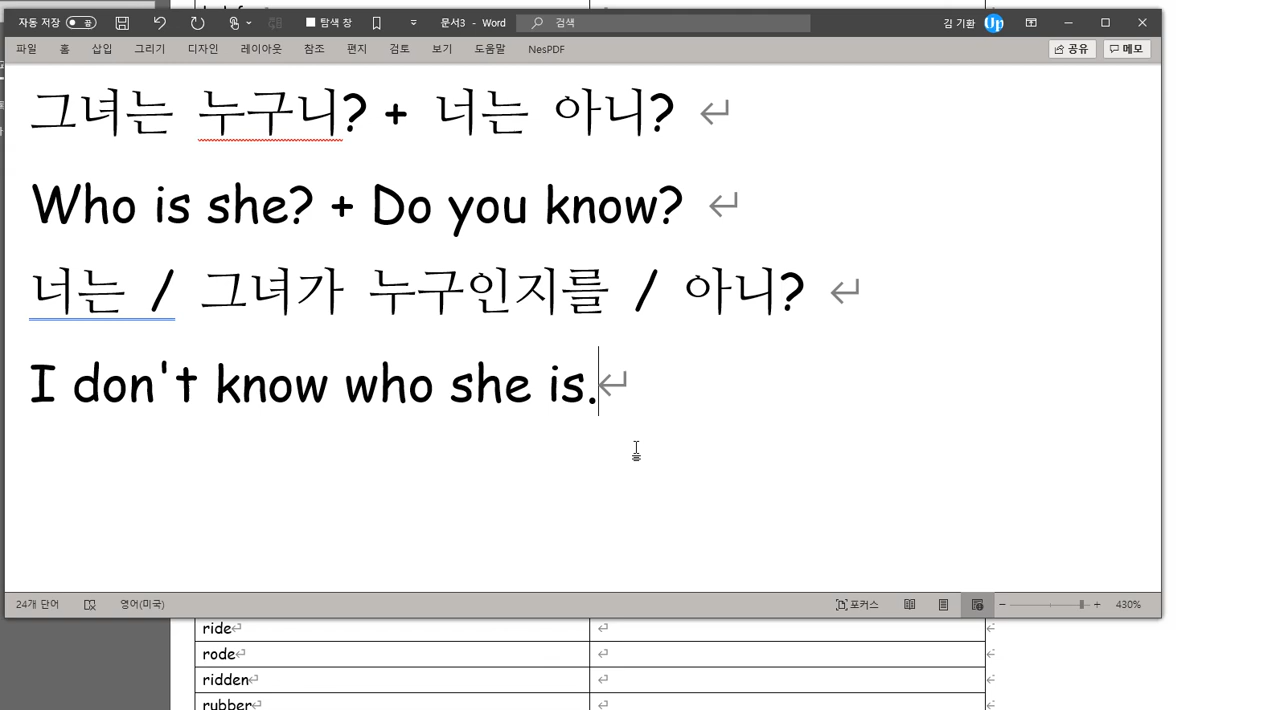 자동 저장 끔 탐색 창 문서3 - Word 검색 김 기환 Up
파일 홈 삽입 그리기 디자인 레이아웃 참조 편지 검토 보기 도움말 NesPDF 공유 메모
그녀는 누구니? + 너는 아니?
Who is she? + Do you know?
너는 / 그녀가 누구인지를 / 아니?
I don't know who she is.
24개 단어 영어(미국) 포커스 430%
ride
rode
ridden
rubber